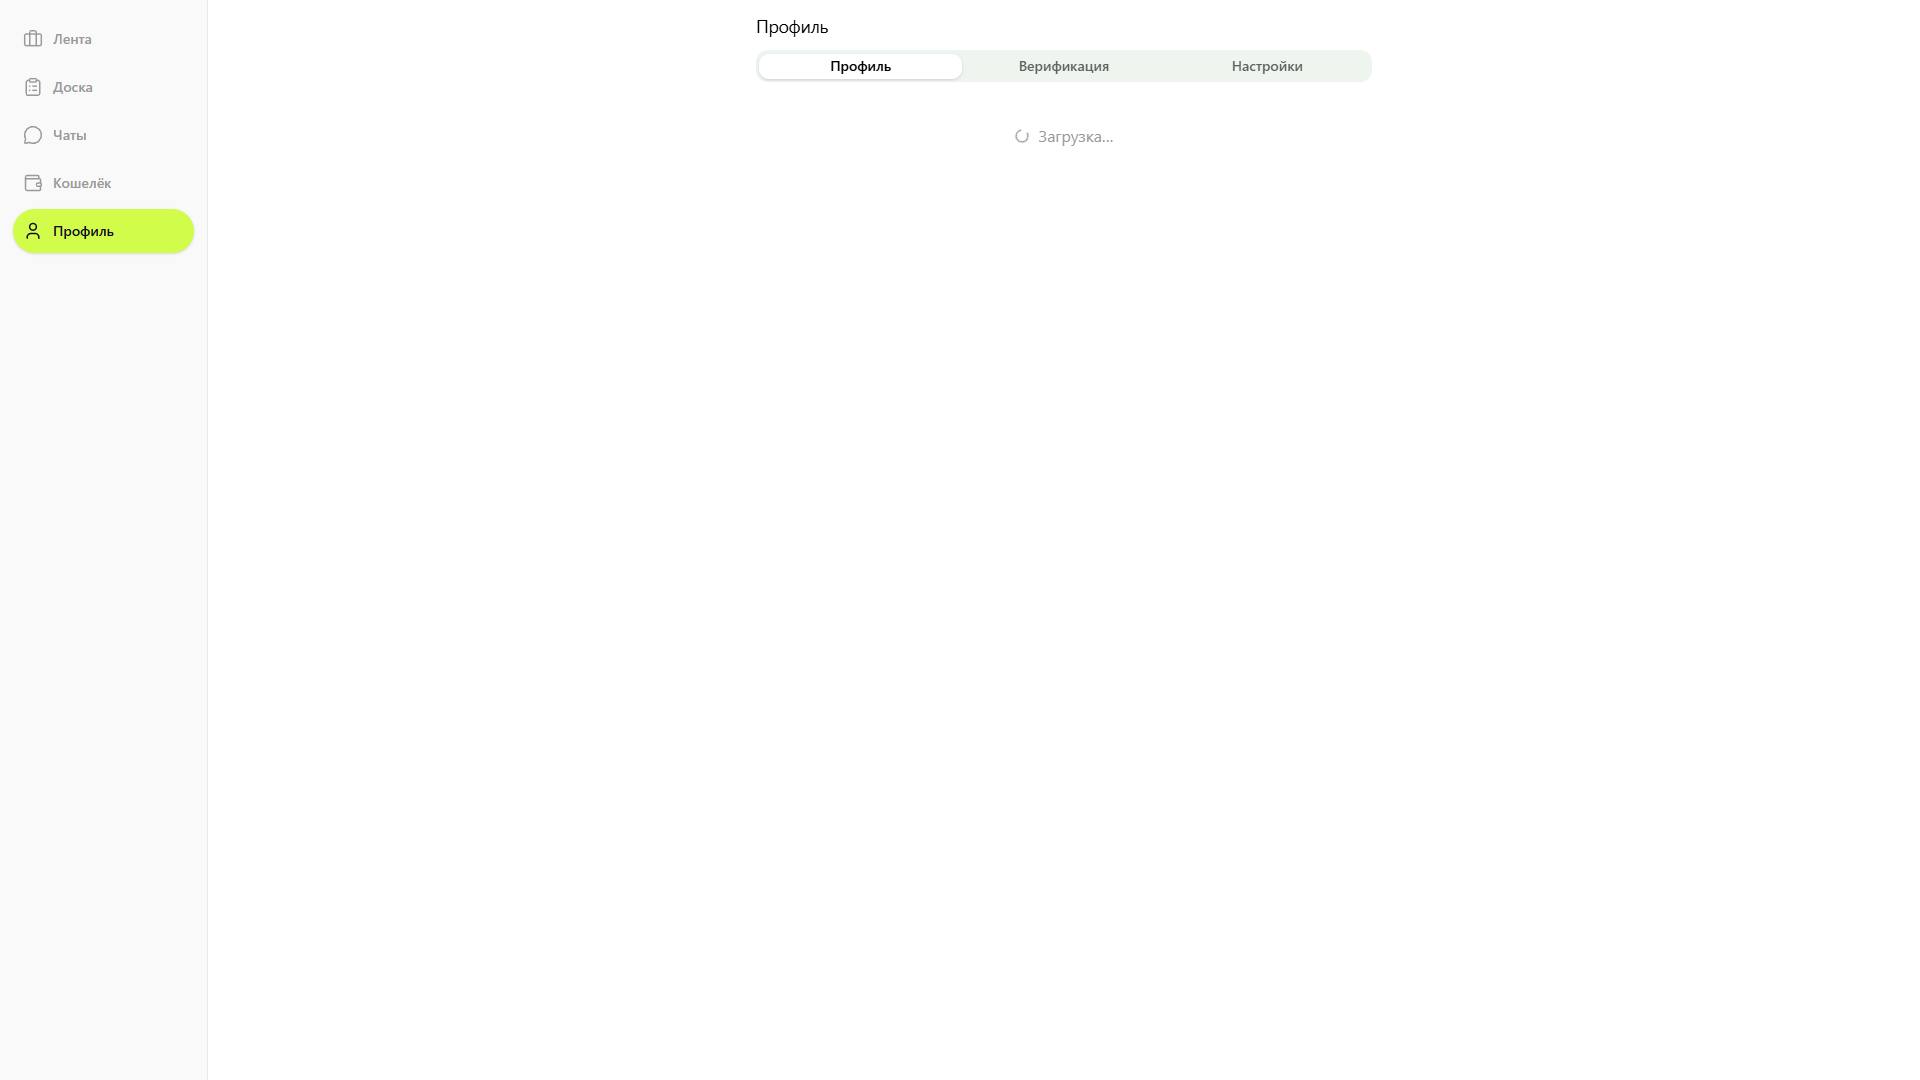 Лента
Доска
Чаты
Кошелёк
Профиль
Профиль
Профиль
Верификация
Настройки
Загрузка...